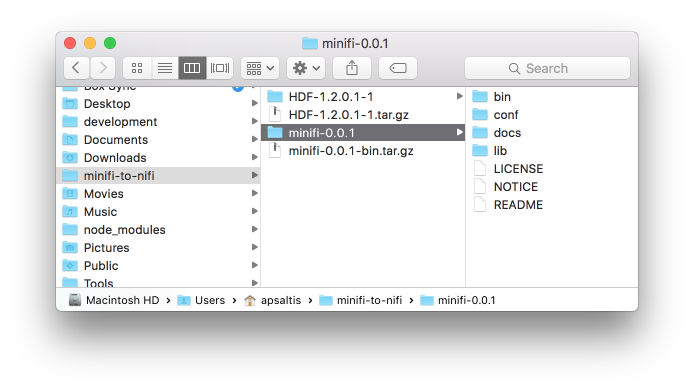 minifi-0.0.1
Search
Box Sync
Desktop
development
Documents
Downloads
minifi-to-nifi
Movies
Music
node_modules
Pictures
Public
Tools
HDF-1.2.0.1-1
HDF-1.2.0.1-1.tar.gz
minifi-0.0.1
minifi-0.0.1-bin.tar.gz
bin
conf
docs
lib
LICENSE
NOTICE
README
Macintosh HD › Users › apsaltis › minifi-to-nifi › minifi-0.0.1